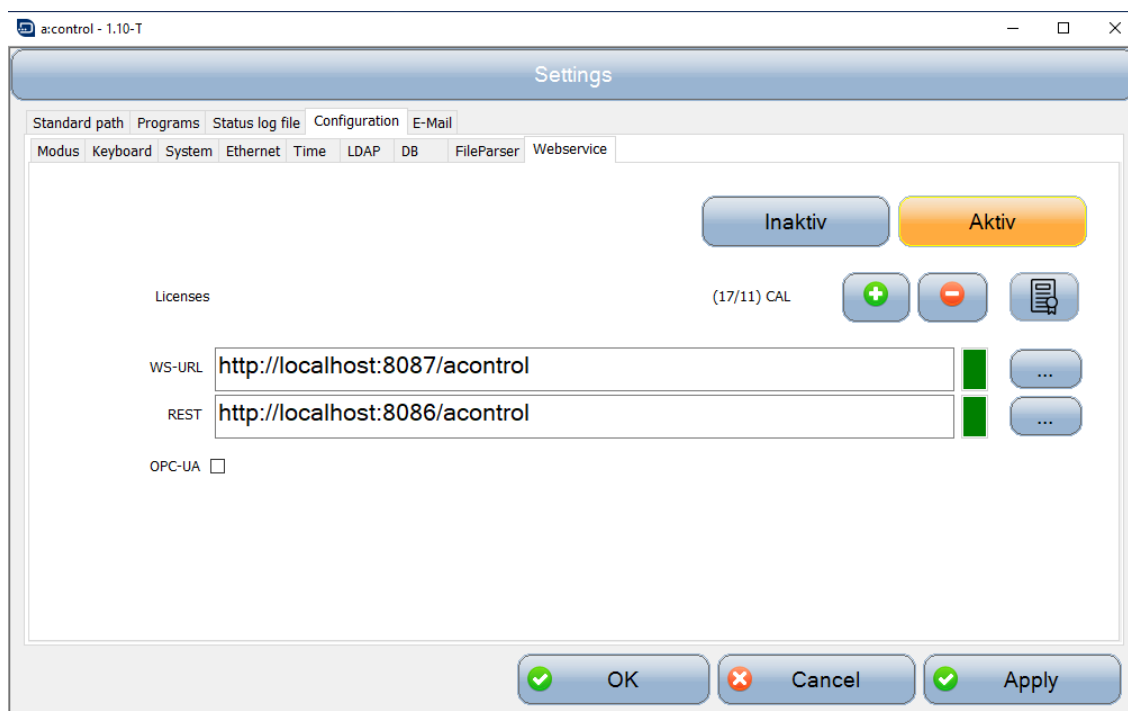 a:control - 1.10-T
Settings
Standard path Programs Status log file Configuration E-Mail
Modus Keyboard System Ethernet Time LDAP DB FileParser Webservice
Inaktiv Aktiv
Licenses (17/11) CAL
WS-URL http://localhost:8087/acontrol ...
REST http://localhost:8086/acontrol ...
OPC-UA
OK Cancel Apply